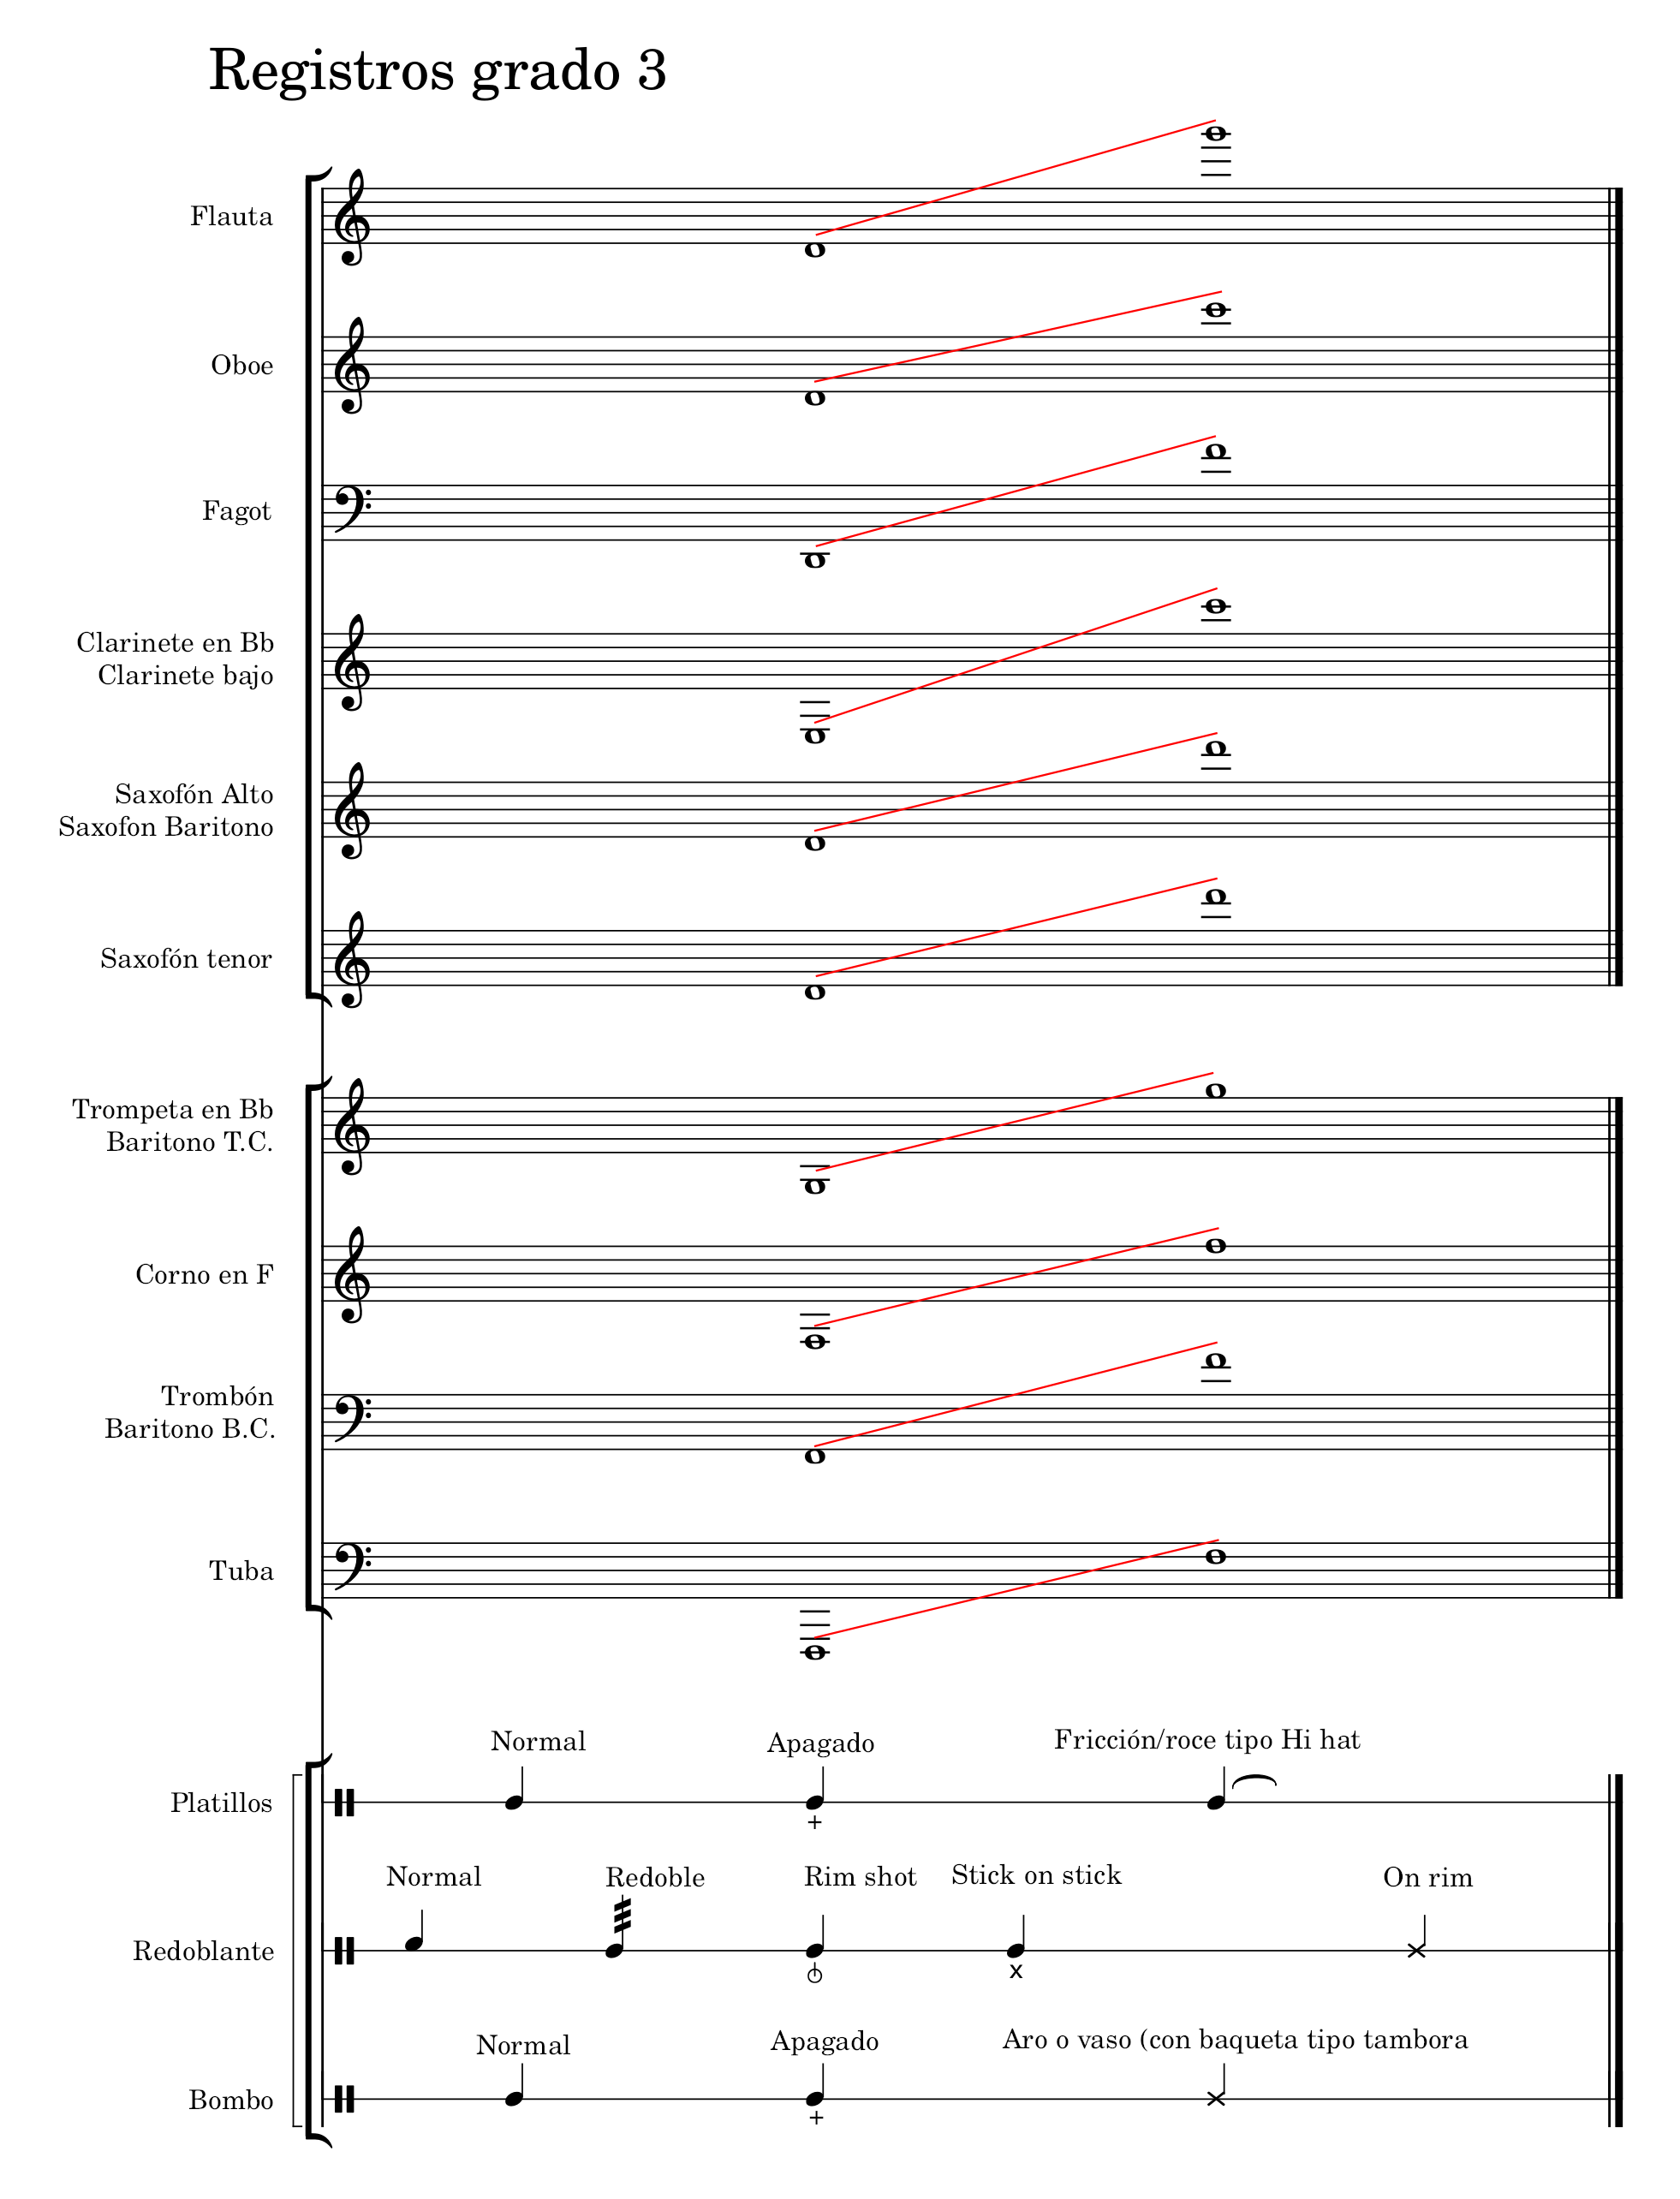 Registros grado 3
Flauta
Oboe
Fagot
Clarinete en Bb
Clarinete bajo
Saxofón Alto
Saxofon Baritono
Saxofón tenor
Trompeta en Bb
Baritono T.C.
Corno en F
Trombón
Baritono B.C.
Tuba
Normal Apagado Fricción/roce tipo Hi hat
Platillos
Normal Redoble Rim shot Stick on stick On rim
Redoblante
Normal Apagado Aro o vaso (con baqueta tipo tambora
Bombo